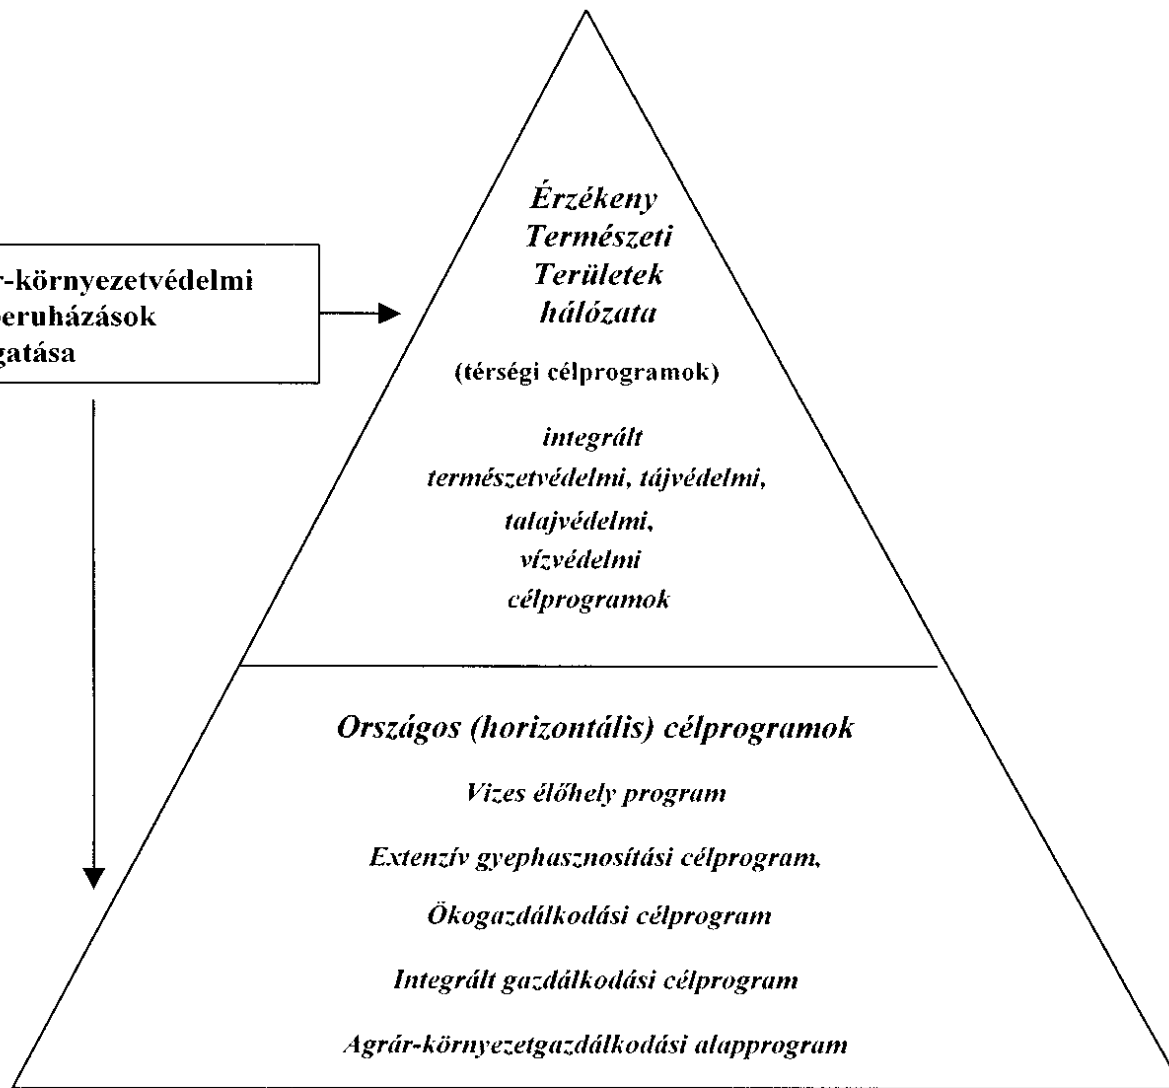 Érzékeny
Természeti
Területek
hálózata
r-környezetvédelmi
eruházások
gatása
(térségi célprogramok)
integrált
természetvédelmi, tájvédelmi,
talajvédelmi,
vízvédelmi
célprogramok
Országos (horizontális) célprogramok
Vizes élőhely program
Extenzív gyephasznosítási célprogram,
Ökogazdálkodási célprogram
Integrált gazdálkodási célprogram
Agrár-környezetgazdálkodási alapprogram